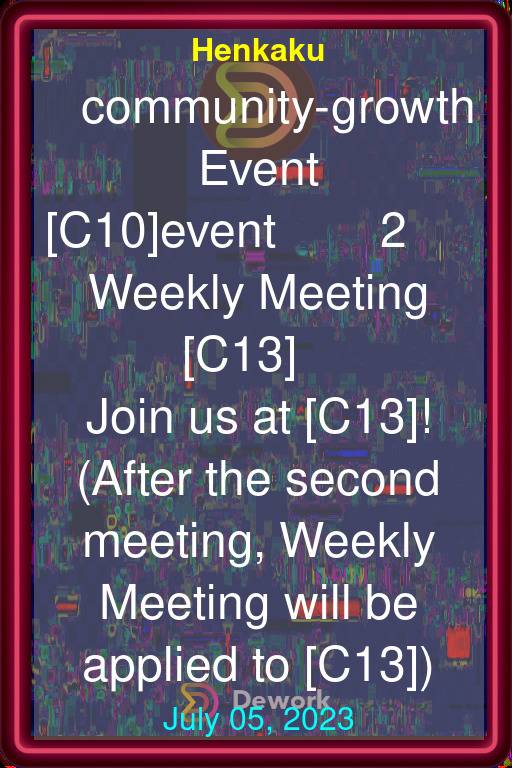 Henkaku
community-growth
Event
[C10]event 2
Weekly Meeting
[C13]
Join us at [C13]!
(After the second
meeting, Weekly
Meeting will be
applied to [C13])
Dework
July 05, 2023